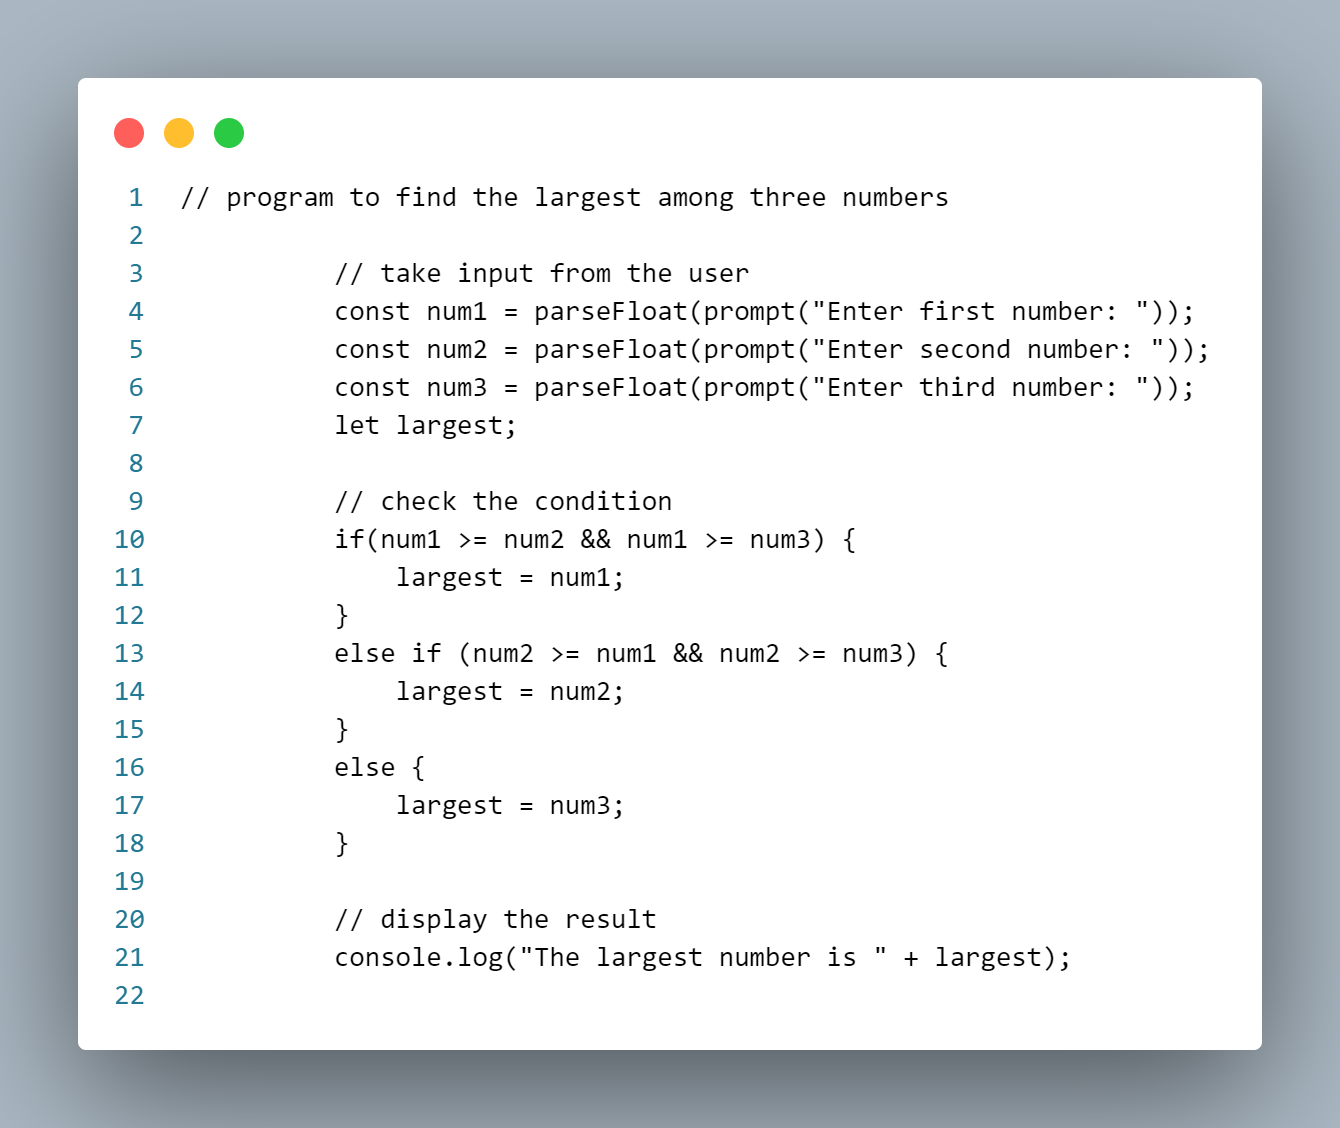 1 // program to find the largest among three numbers
2
3 // take input from the user
4 const num1 = parseFloat(prompt("Enter first number: "));
5 const num2 = parseFloat(prompt("Enter second number: "));
6 const num3 = parseFloat(prompt("Enter third number: "));
7 let largest;
8
9 // check the condition
10 if(num1 >= num2 && num1 >= num3) {
11 largest = num1;
12 }
13 else if (num2 >= num1 && num2 >= num3) {
14 largest = num2;
15 }
16 else {
17 largest = num3;
18 }
19
20 // display the result
21 console.log("The largest number is " + largest);
22